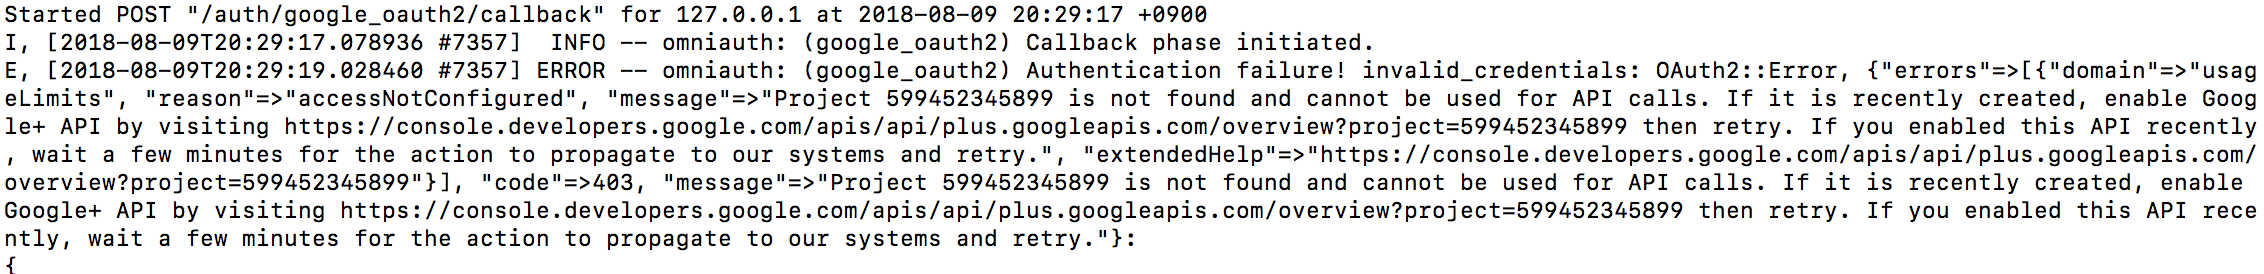 Started POST "/auth/google_oauth2/callback" for 127.0.0.1 at 2018-08-09 20:29:17 +0900
I, [2018-08-09T20:29:17.078936 #7357]  INFO -- omniauth: (google_oauth2) Callback phase initiated.
E, [2018-08-09T20:29:19.028460 #7357] ERROR -- omniauth: (google_oauth2) Authentication failure! invalid_credentials: OAuth2::Error, {"errors"=>[{"domain"=>"usag
eLimits", "reason"=>"accessNotConfigured", "message"=>"Project 599452345899 is not found and cannot be used for API calls. If it is recently created, enable Goog
le+ API by visiting https://console.developers.google.com/apis/api/plus.googleapis.com/overview?project=599452345899 then retry. If you enabled this API recently
, wait a few minutes for the action to propagate to our systems and retry.", "extendedHelp"=>"https://console.developers.google.com/apis/api/plus.googleapis.com/
overview?project=599452345899"}], "code"=>403, "message"=>"Project 599452345899 is not found and cannot be used for API calls. If it is recently created, enable
Google+ API by visiting https://console.developers.google.com/apis/api/plus.googleapis.com/overview?project=599452345899 then retry. If you enabled this API rece
ntly, wait a few minutes for the action to propagate to our systems and retry."}:
{